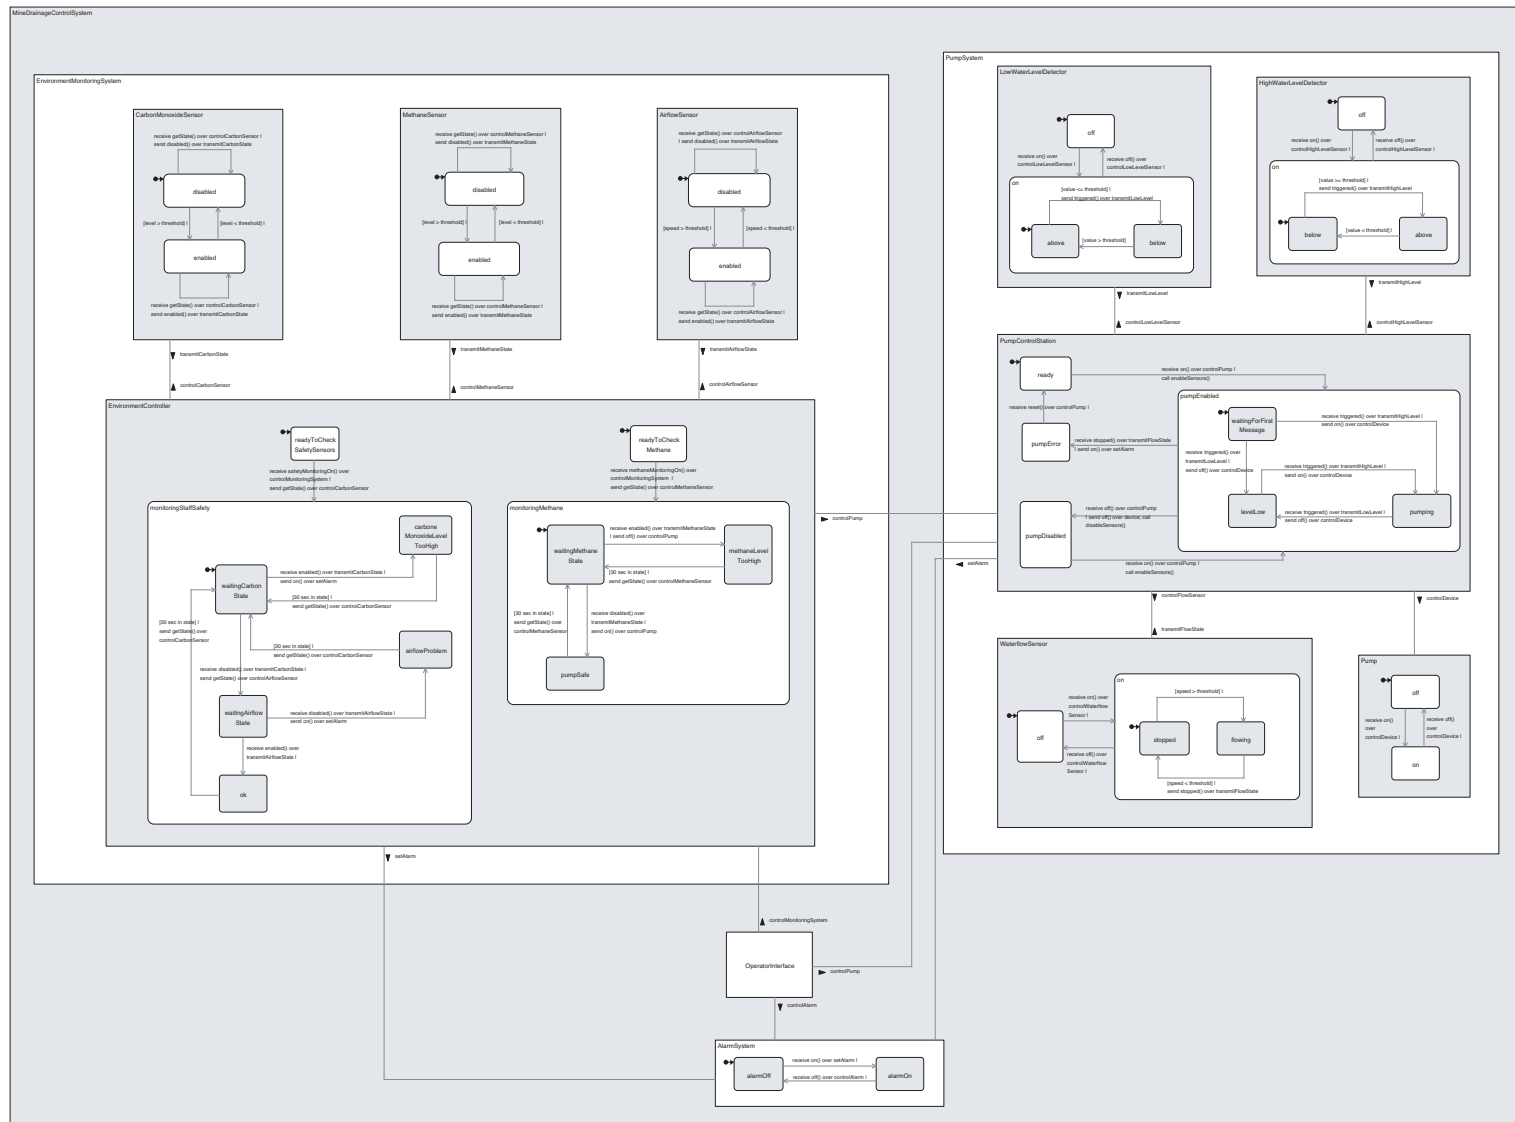 MineDrainageControlSystem
EnvironmentMonitoringSystem
CarbonMonoxideSensor
receive getState() over controlCarbonSensor I
send disabled() over transmitCarbonState
disabled
[level > threshold] I
[level < threshold] I
enabled
receive getState() over controlCarbonSensor I
send enabled() over transmitCarbonState
MethaneSensor
receive getState() over controlMethaneSensor I
send disabled() over transmitMethaneState
disabled
[level > threshold] I
[level < threshold] I
enabled
receive getState() over controlMethaneSensor I
send enabled() over transmitMethaneState
AirflowSensor
receive getState() over controlAirflowSensor
I send disabled() over transmitAirflowState
disabled
[speed > threshold] I
[speed < threshold] I
enabled
receive getState() over controlAirflowSensor I
send enabled() over transmitAirflowState
transmitCarbonState
controlCarbonSensor
transmitMethaneState
controlMethaneSensor
transmitAirflowState
controlAirflowSensor
EnvironmentController
readyToCheck
SafetySensors
receive safetyMonitoringOn() over
controlMonitoringSystem I
send getState() over controlCarbonSensor
monitoringStaffSafety
carbone
MonoxideLevel
TooHigh
waitingCarbon
State
receive enabled() over transmitCarbonState I
send on() over setAlarm
[30 sec in state] I
send getState() over controlCarbonSensor
[30 sec in state] I
send getState() over
controlCarbonSensor
[30 sec in state] I
send getState() over controlCarbonSensor
airflowProblem
receive disabled() over transmitCarbonState I
send getState() over controlAirflowSensor
waitingAirflow
State
receive disabled() over transmitAirflowState I
send on() over setAlarm
receive enabled() over
transmitAirflowState I
ok
readyToCheck
Methane
receive methaneMonitoringOn() over
controlMonitoringSystem I
send getState() over controlMethaneSensor
monitoringMethane
waitingMethane
State
receive enabled() over transmitMethaneState
I send off() over controlPump
methaneLevel
TooHigh
[30 sec in state] I
send getState() over controlMethaneSensor
[30 sec in state] I
send getState() over
controlMethaneSensor
receive disabled() over
transmitMethaneState I
send on() over controlPump
pumpSafe
controlPump
setAlarm
setAlarm
controlMonitoringSystem
OperatorInterface
controlPump
controlAlarm
AlarmSystem
alarmOff
receive on() over setAlarm I
receive off() over controlAlarm I
alarmOn
PumpSystem
LowWaterLevelDetector
off
receive on() over
controlLowLevelSensor I
receive off() over
controlLowLevelSensor I
on
[value <= threshold] I
send triggered() over transmitLowLevel
above
[value > threshold]
below
HighWaterLevelDetector
off
receive on() over
controlHighLevelSensor I
receive off() over
controlHighLevelSensor I
on
[value >= threshold] I
send triggered() over transmitHighLevel
below
[value < threshold] I
above
transmitLowLevel
controlLowLevelSensor
transmitHighLevel
controlHighLevelSensor
PumpControlStation
ready
receive on() over controlPump I
call enableSensors()
receive reset() over controlPump I
pumpError
receive stopped() over transmitFlowState
I send on() over setAlarm
pumpEnabled
waitingForFirst
Message
receive triggered() over transmitHighLevel I
send on() over controlDevice
receive triggered() over
transmitLowLevel I
send off() over controlDevice
receive triggered() over transmitHighLevel I
send on() over controlDevice
levelLow
receive triggered() over transmitLowLevel I
send off() over controlDevice
pumping
receive off() over controlPump
I send off() over device; call
disableSensors()
pumpDisabled
receive on() over controlPump I
call enableSensors()
controlFlowSensor
transmitFlowState
controlDevice
WaterflowSensor
off
receive on() over
controlWaterflow
Sensor I
receive off() over
controlWaterflow
Sensor I
on
[speed > threshold] I
stopped
flowing
[speed < threshold] I
send stopped() over transmitFlowState
Pump
off
receive on()
over
controlDevice I
receive off()
over
controlDevice I
on